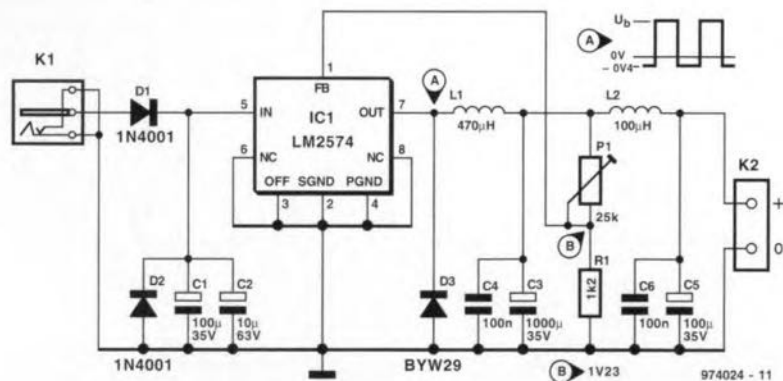 K1
D1
1N4001
1
FB
5
IN
IC1
LM2574
OUT
7
6
NC
NC
8
OFF
SGND
PGND
3
2
4
A
L1
470µH
L2
100µH
A
Ub
0V
– 0V4
P1
25k
B
K2
+
0
D2
1N4001
C1
100µ
35V
C2
10µ
63V
D3
BYW29
C4
100n
C3
1000µ
35V
R1
1k2
C6
100n
C5
100µ
35V
B
1V23
974024 - 11